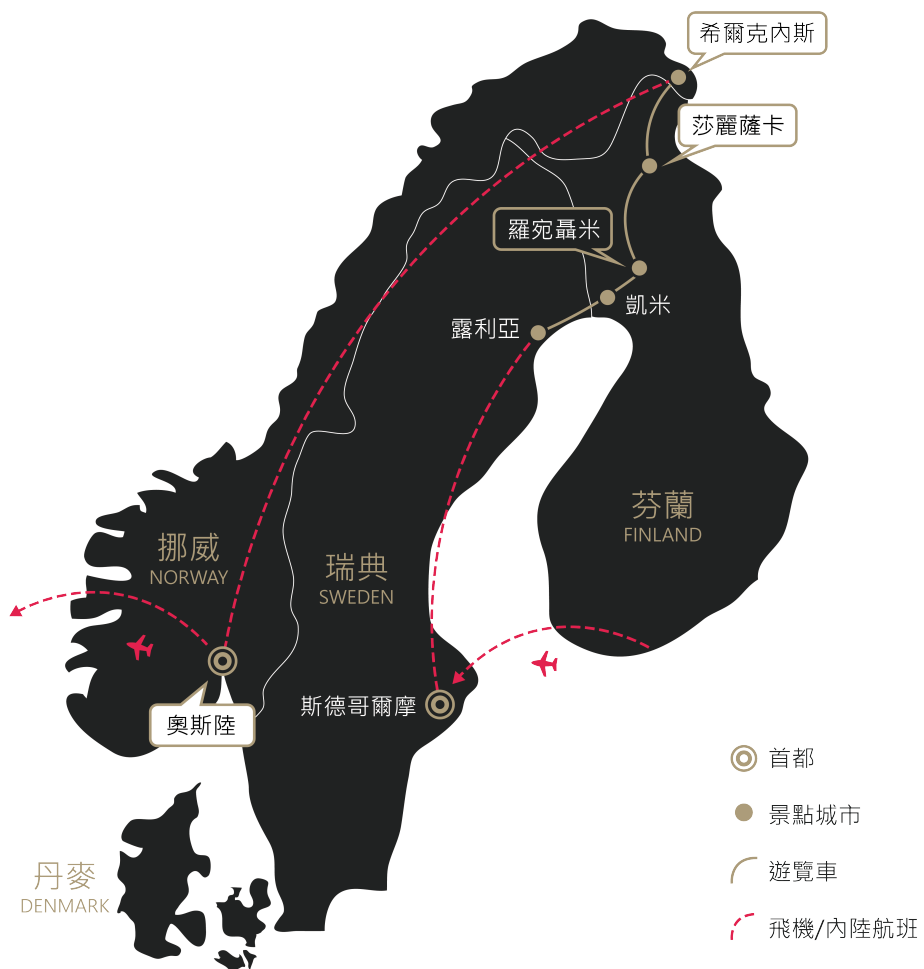 希爾克內斯
莎麗薩卡
羅宛聶米
凱米
露利亞
芬蘭
FINLAND
挪威
NORWAY
瑞典
SWEDEN
斯德哥爾摩
奧斯陸
首都
景點城市
遊覽車
飛機/內陸航班
丹麥
DENMARK